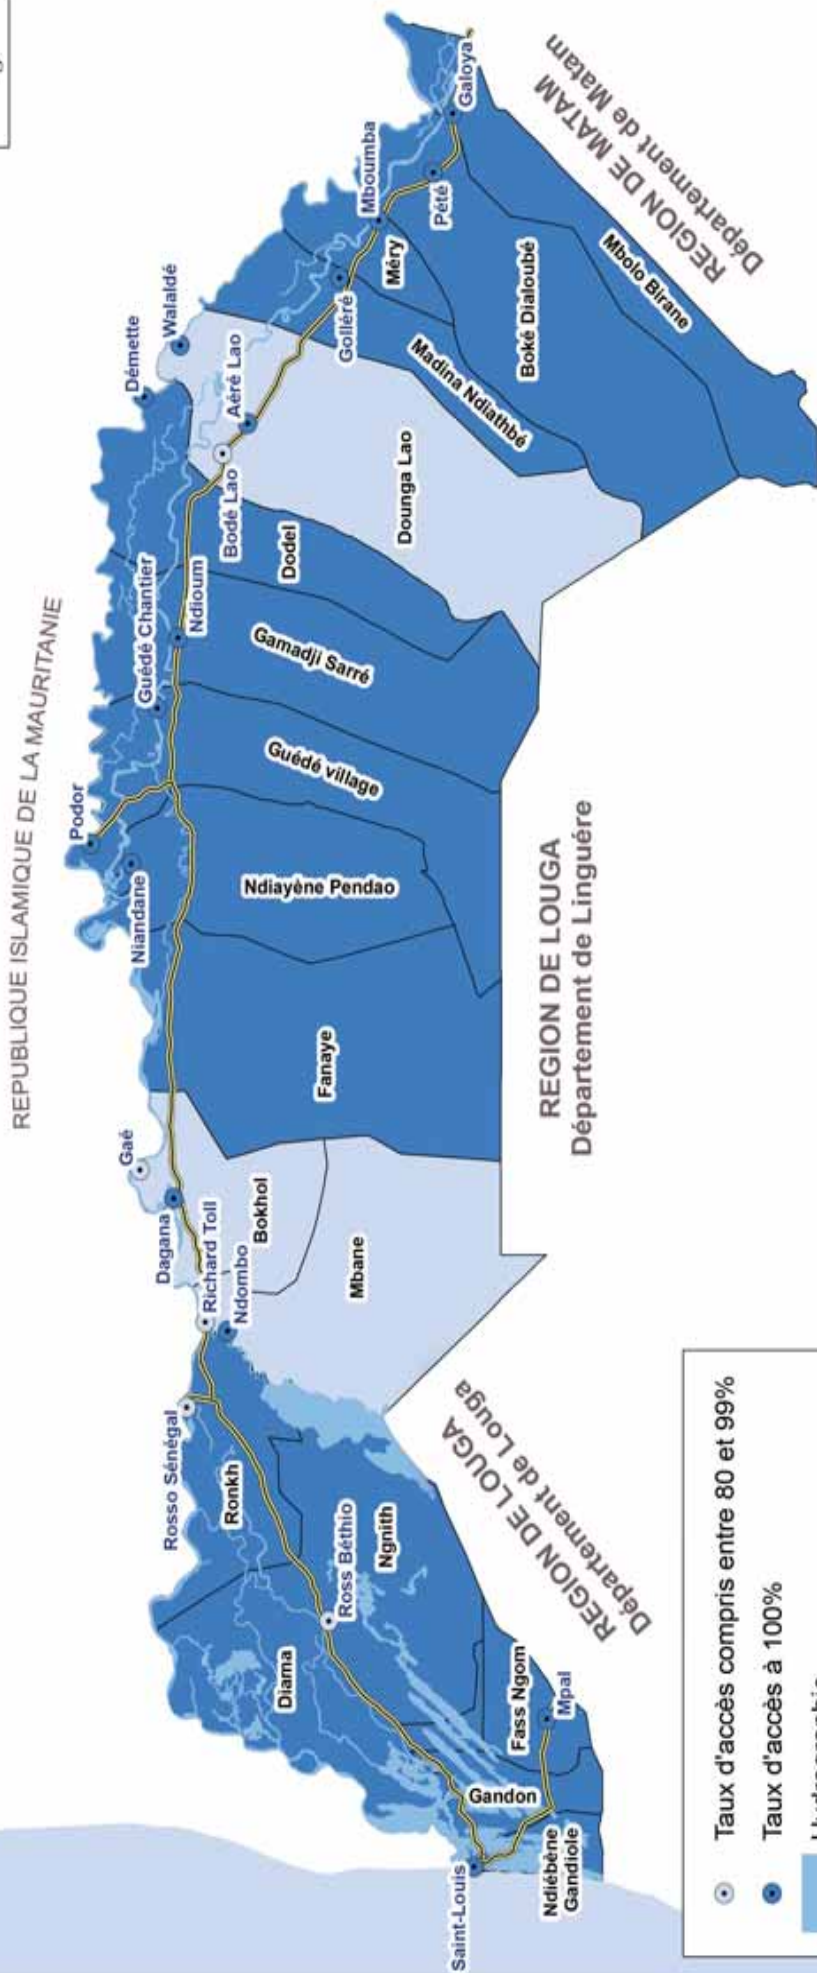 REPUBLIQUE ISLAMIQUE DE LA MAURITANIE
Podor
Niandane
Guédé Chantier
Ndioum
Démette
Walaldé
Aéré Lao
Bodé Lao
Golléré
Mboumba
Pété
Galoya
Méry
Boké Dialoubé
Mbolo Birane
Madina Ndiathbé
Dounga Lao
Dodel
Gamadji Sarré
Guédé village
Ndiayène Pendao
Fanaye
Gaé
Dagana
Richard Toll
Ndombo
Bokhol
Mbane
Rosso Sénégal
Ronkh
Ross Béthio
Ngnith
Diama
Fass Ngom
Mpal
Gandon
Saint-Louis
Ndiébène
Gandiole
REGION DE MATAM
Département de Matam
REGION DE LOUGA
Département de Linguére
REGION DE LOUGA
Département de Louga
Taux d'accès compris entre 80 et 99%
Taux d'accès à 100%